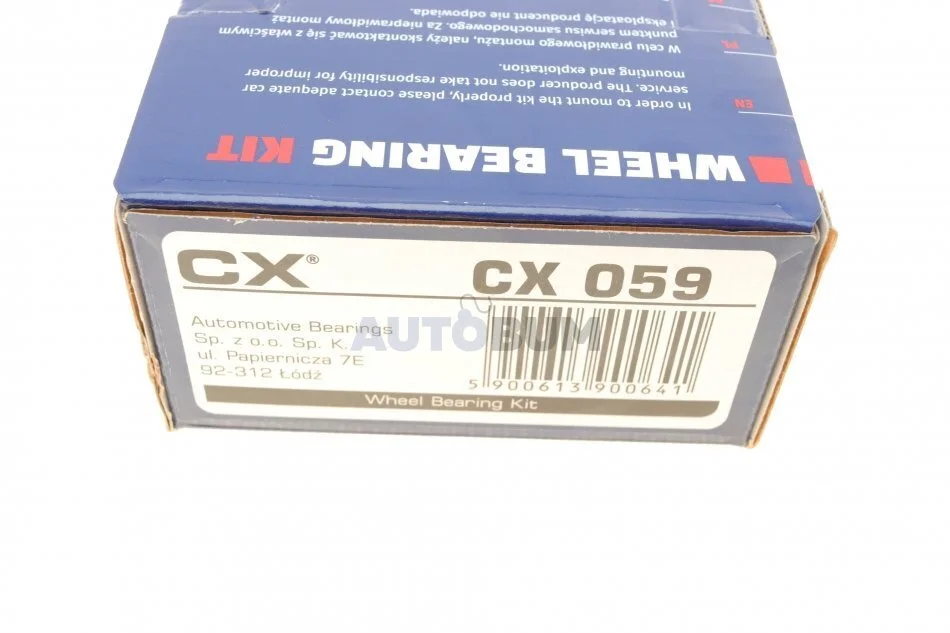 I eksploatację producent nie odpowiada.
punktem serwisu samochodowego. Za nieprawidłowy montaż
W celu prawidłowego montażu, należy skontaktować się z właściwym
PL
mounting and exploitation.
service. The producer does not take responsibility for improper
In order to mount the kit properly, please, contact adequate car
EN
WHEEL BEARING KIT
CX®
CX 059
Automotive Bearings
Sp. z o.o. Sp. K.
ul. Papiernicza 7E
92-312 Łódź
AUTOBUM
5 900613 900641
Wheel Bearing Kit